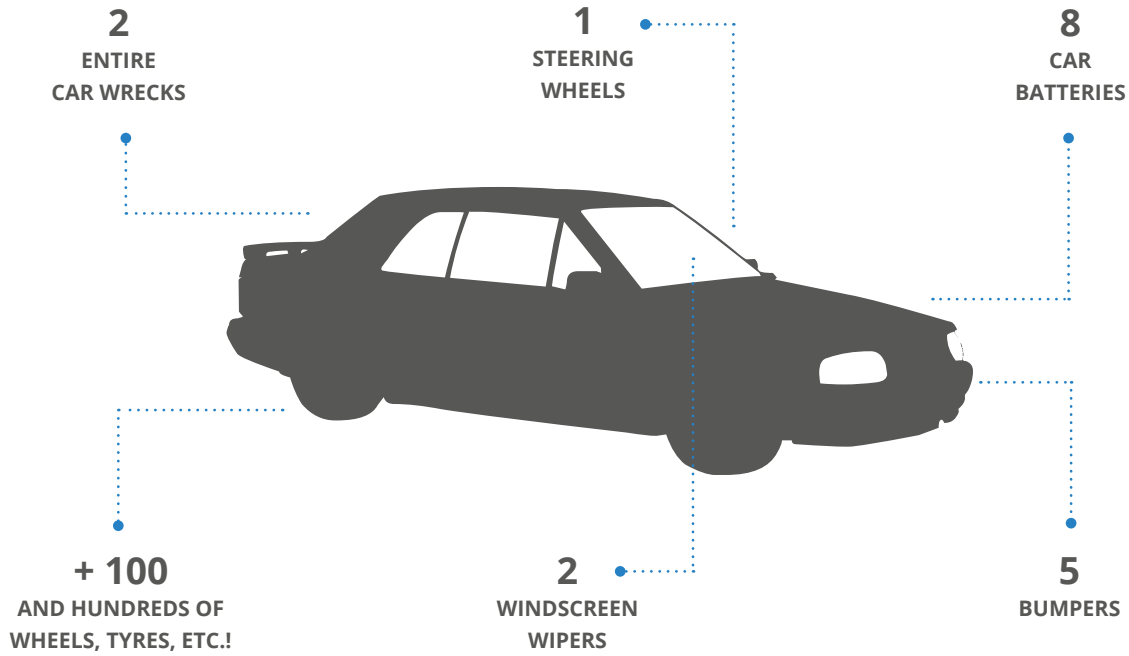 2
ENTIRE
CAR WRECKS
1
STEERING
WHEELS
8
CAR
BATTERIES
+ 100
AND HUNDREDS OF
WHEELS, TYRES, ETC.!
2
WINDSCREEN
WIPERS
5
BUMPERS